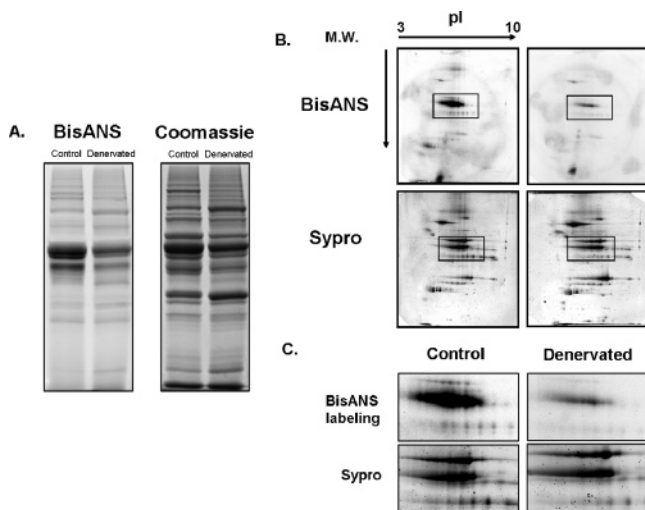 A.
BisANS
Coomassie
Control
Denervated
Control
Denervated
B.
M.W.
3
pI
10
BisANS
Sypro
C.
Control
Denervated
BisANS
labeling
Sypro